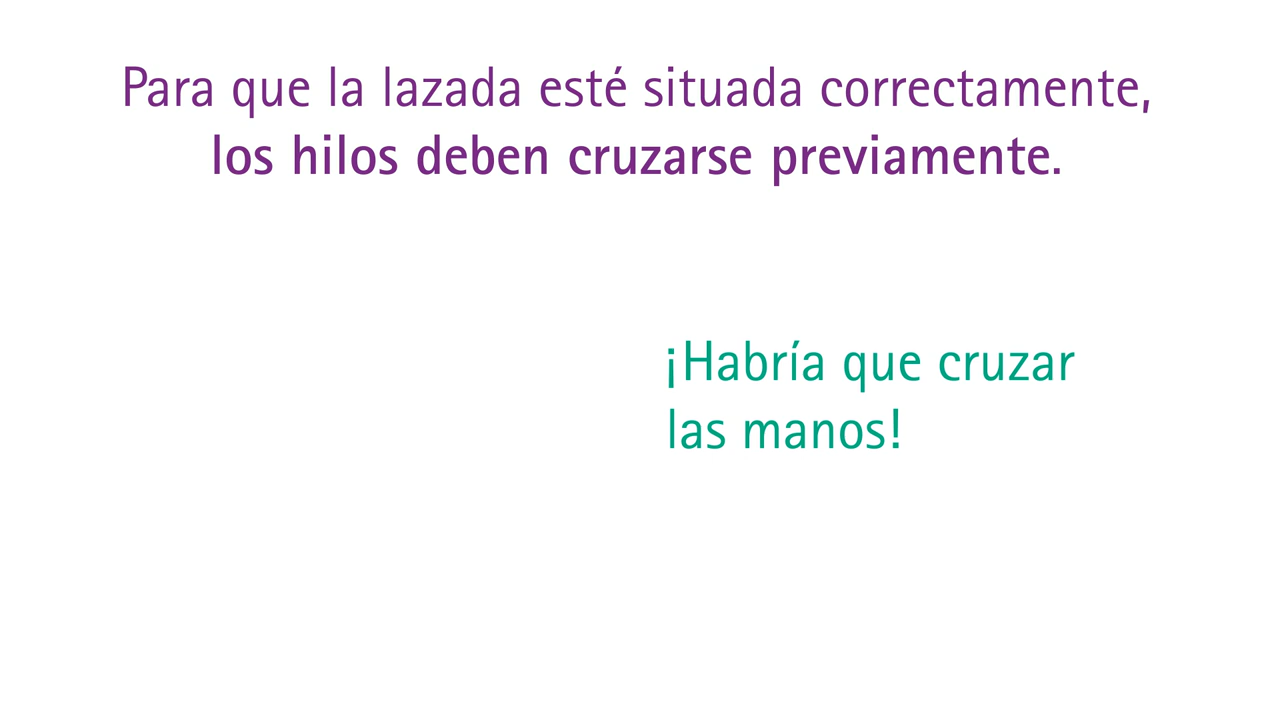 Para que la lazada esté situada correctamente,
los hilos deben cruzarse previamente.
¡Habría que cruzar
las manos!